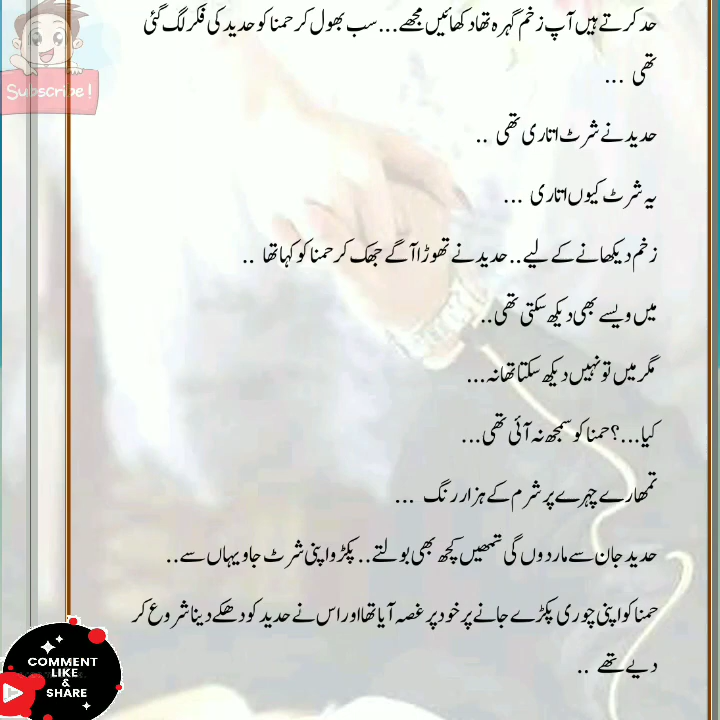 حد کرتے ہیں آپ زخم گہرہ تھا دکھائیں مجھے... سب بھول کر حمنا کو حدید کی فکر لگ گئی
تھی ...
حدید نے شرٹ اتاری تھی ..
یہ شرٹ کیوں اتاری ...
زخم دیکھانے کے لیے.. حدید نے تھوڑا آگے جھک کر حمنا کو کہا تھا ..
میں ویسے بھی دیکھ سکتی تھی..
مگر میں تو نہیں دیکھ سکتا تھا نہ...
کیا...؟ حمنا کو سمجھ نہ آئی تھی...
تمھارے چہرے پر شرم کے ہزار رنگ ...
حدید جان سے مار دوں گی تمھیں کچھ بھی بولتے.. پکڑو اپنی شرٹ جاو یہاں سے..
حمنا کو اپنی چوری پکڑے جانے پر خود پر غصہ آیا تھا اور اس نے حدید کو دھکے دینا شروع کر
دیے تھے ..
Subscribe!
COMMENT
LIKE
&
SHARE